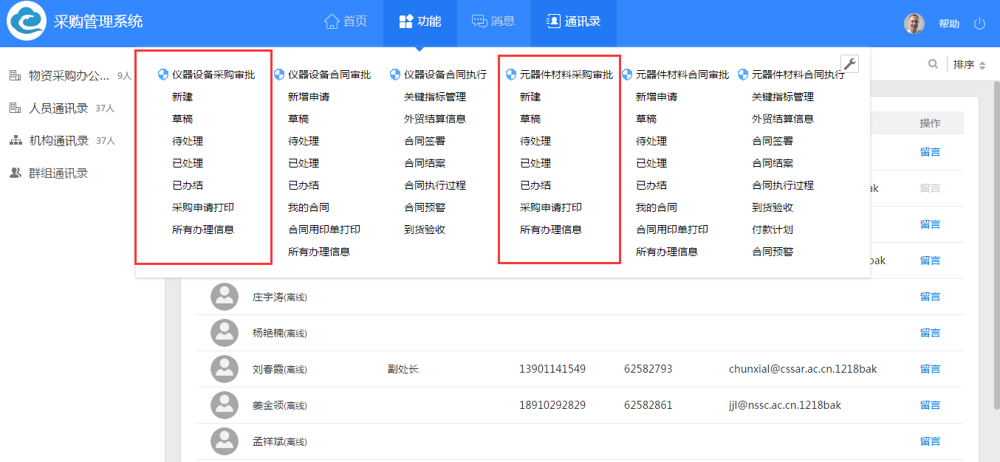 采购管理系统
首页
功能
消息
通讯录
帮助
物资采购办公... 9人
人员通讯录 37人
机构通讯录 37人
群组通讯录
排序
仪器设备采购审批
新建
草稿
待处理
已处理
已办结
采购申请打印
所有办理信息
仪器设备合同审批
新增申请
草稿
待处理
已处理
已办结
我的合同
合同用印单打印
所有办理信息
仪器设备合同执行
关键指标管理
外贸结算信息
合同签署
合同结案
合同执行过程
合同预警
到货验收
元器件材料采购审批
新建
草稿
待处理
已处理
已办结
采购申请打印
所有办理信息
元器件材料合同审批
新增申请
草稿
待处理
已处理
已办结
我的合同
合同用印单打印
所有办理信息
元器件材料合同执行
关键指标管理
外贸结算信息
合同签署
合同结案
合同执行过程
到货验收
付款计划
合同预警
操作
留言
ak 留言
留言
bak 留言
庄宇涛(离线) 留言
杨艳楠(离线) 留言
刘春霞(离线) 副处长 13901141549 62582793 chunxial@cssar.ac.cn.1218bak 留言
姜金领(离线) 18910292829 62582861 jjl@nssc.ac.cn.1218bak 留言
孟祥斌(离线) 留言